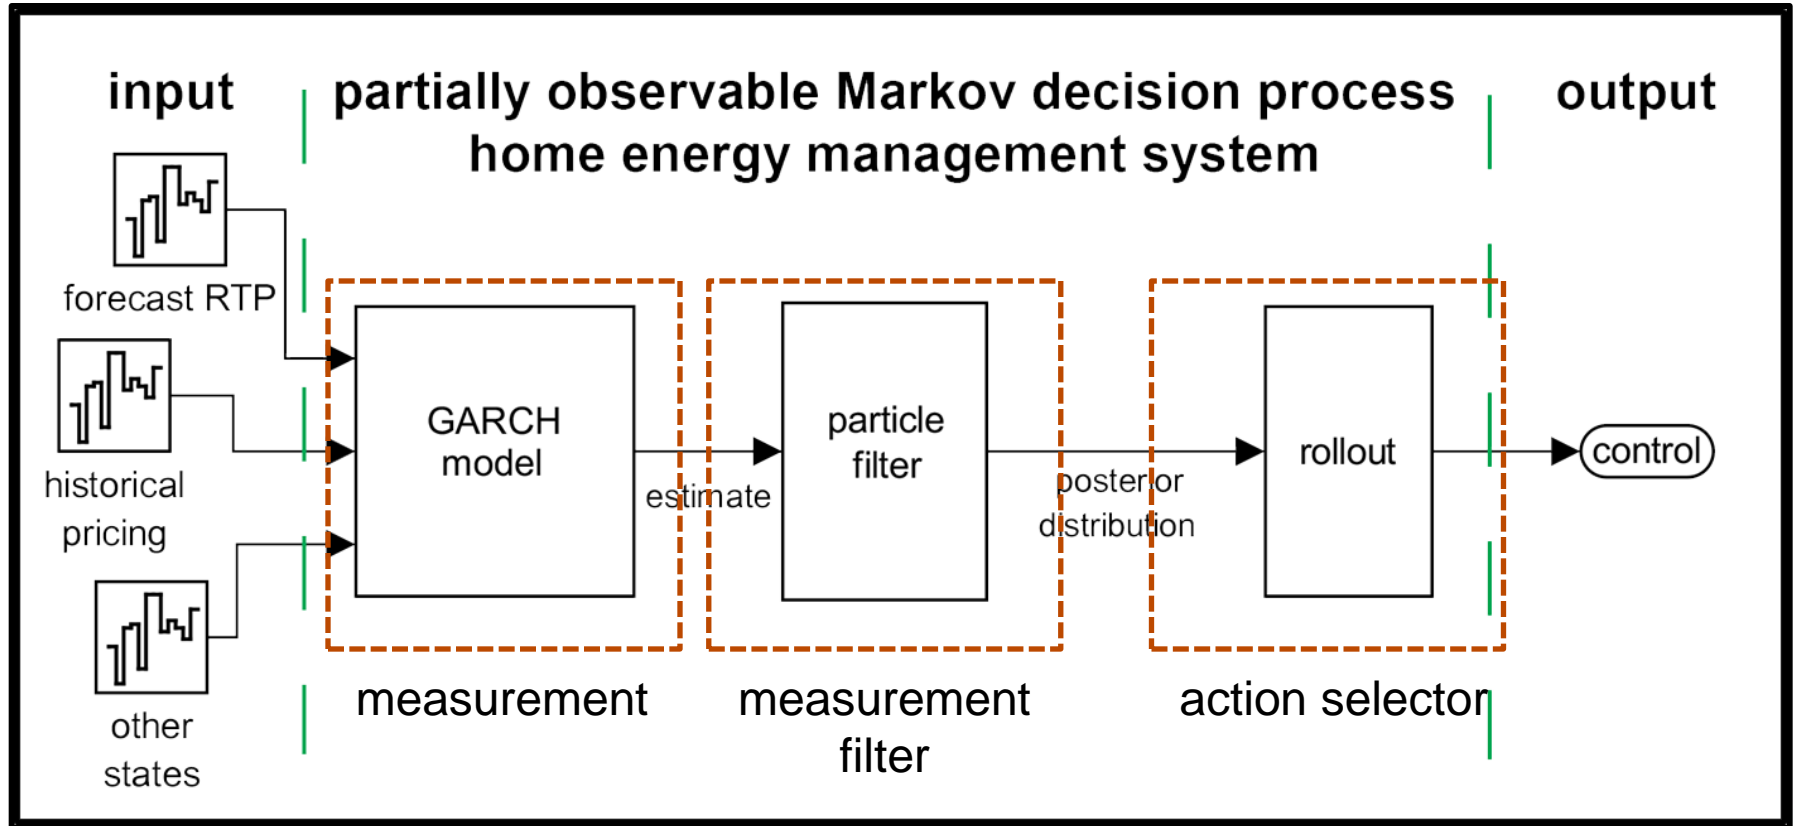 input
partially observable Markov decision process
home energy management system
output
forecast RTP
historical
pricing
other
states
GARCH
model
estimate
particle
filter
posterior
distribution
rollout
control
measurement
measurement
filter
action selector